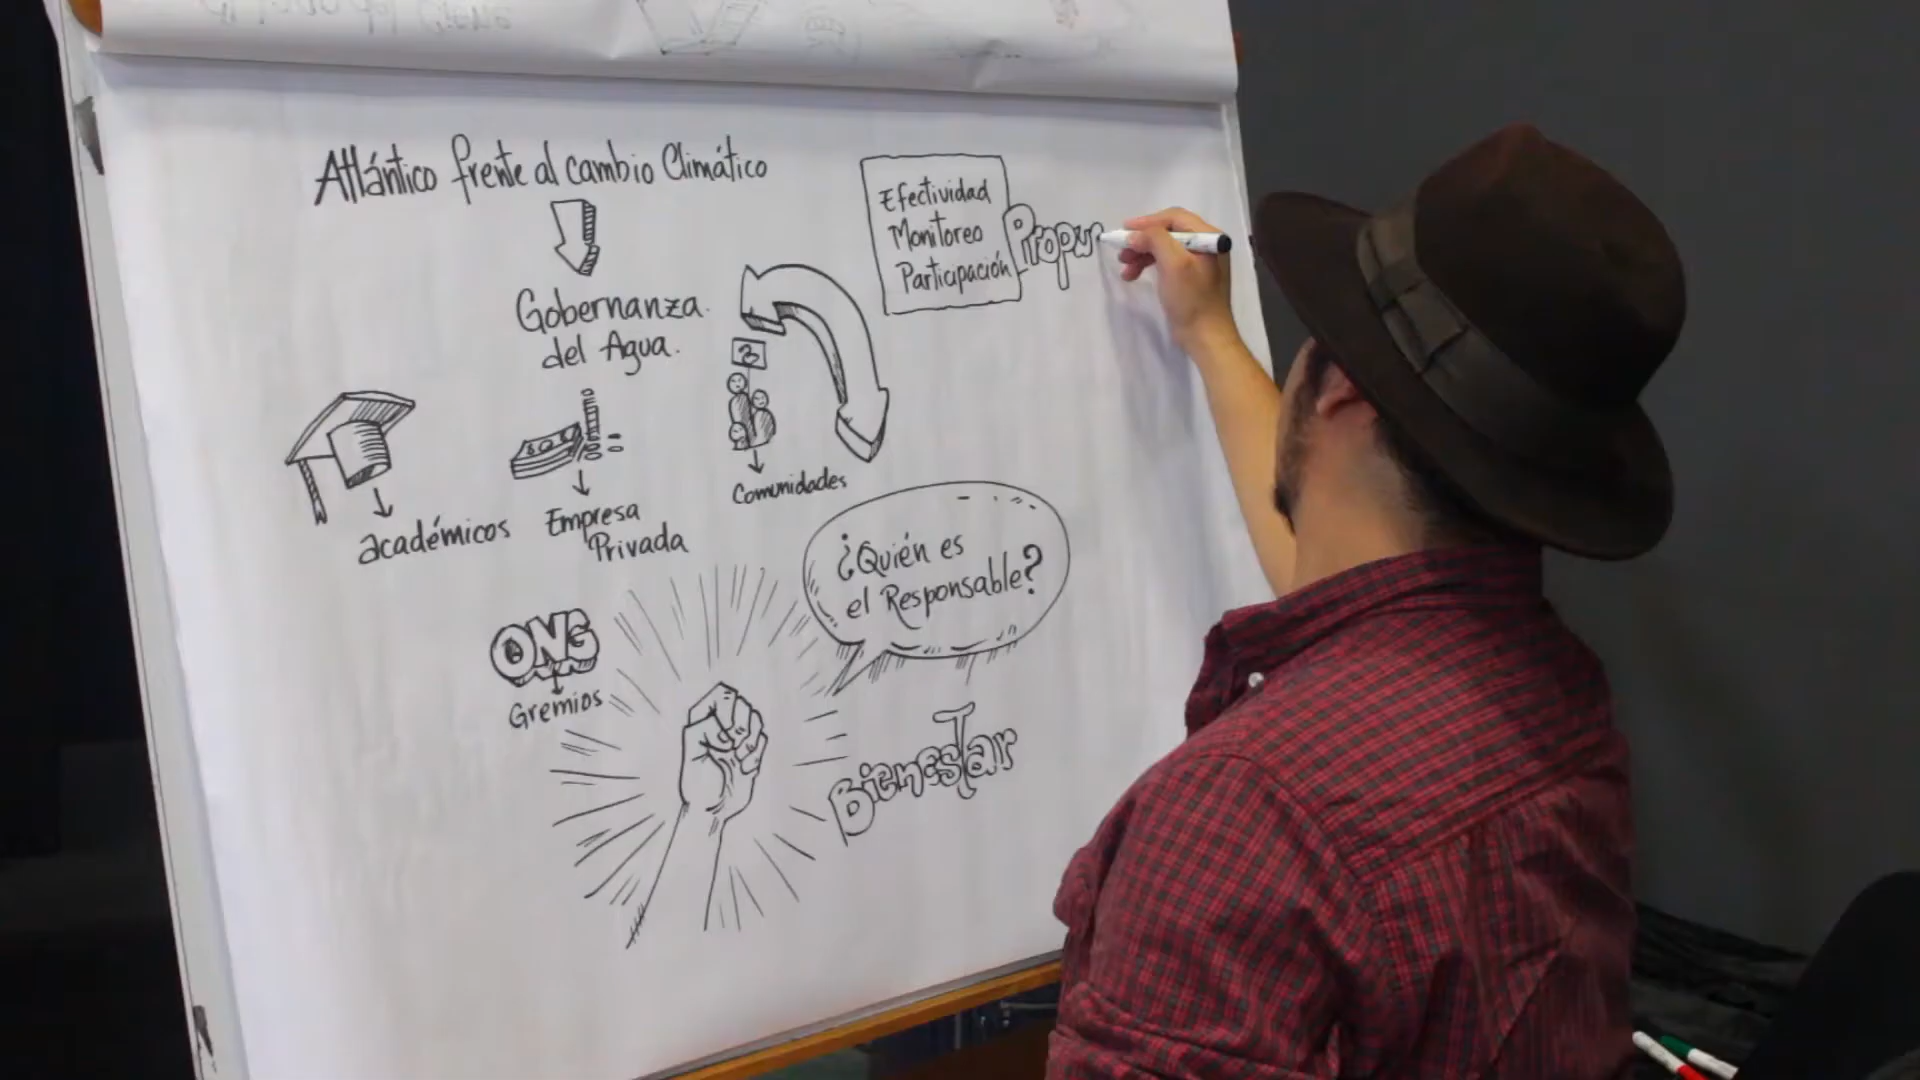 Atlántico frente al cambio Climático
Gobernanza
del Agua.
académicos
Empresa
Privada
Comunidades
ONG
Gremios
¿Quién es
el Responsable?
BienesTar
Efectividad
Monitoreo
Participación